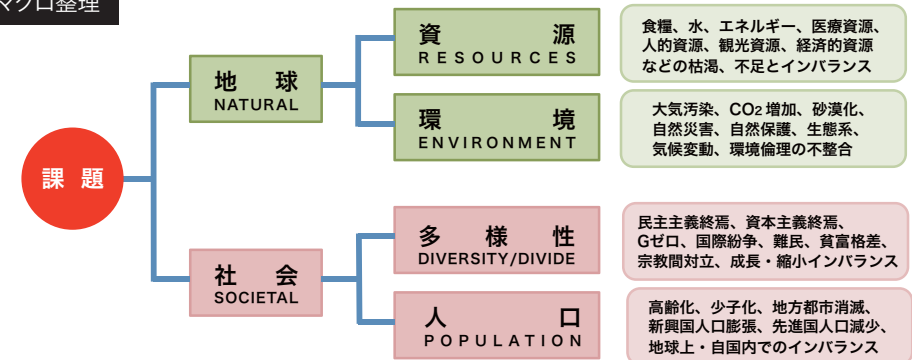 マクロ整理
課題
地球
NATURAL
資源
RESOURCES
食糧、水、エネルギー、医療資源、
人的資源、観光資源、経済的資源
などの枯渇、不足とインバランス
環境
ENVIRONMENT
大気汚染、CO2 増加、砂漠化、
自然災害、自然保護、生態系、
気候変動、環境倫理の不整合
社会
SOCIETAL
多様性
DIVERSITY/DIVIDE
民主主義終焉、資本主義終焉、
Gゼロ、国際紛争、難民、貧富格差、
宗教間対立、成長・縮小インバランス
人口
POPULATION
高齢化、少子化、地方都市消滅、
新興国人口膨張、先進国人口減少、
地球上・自国内でのインバランス